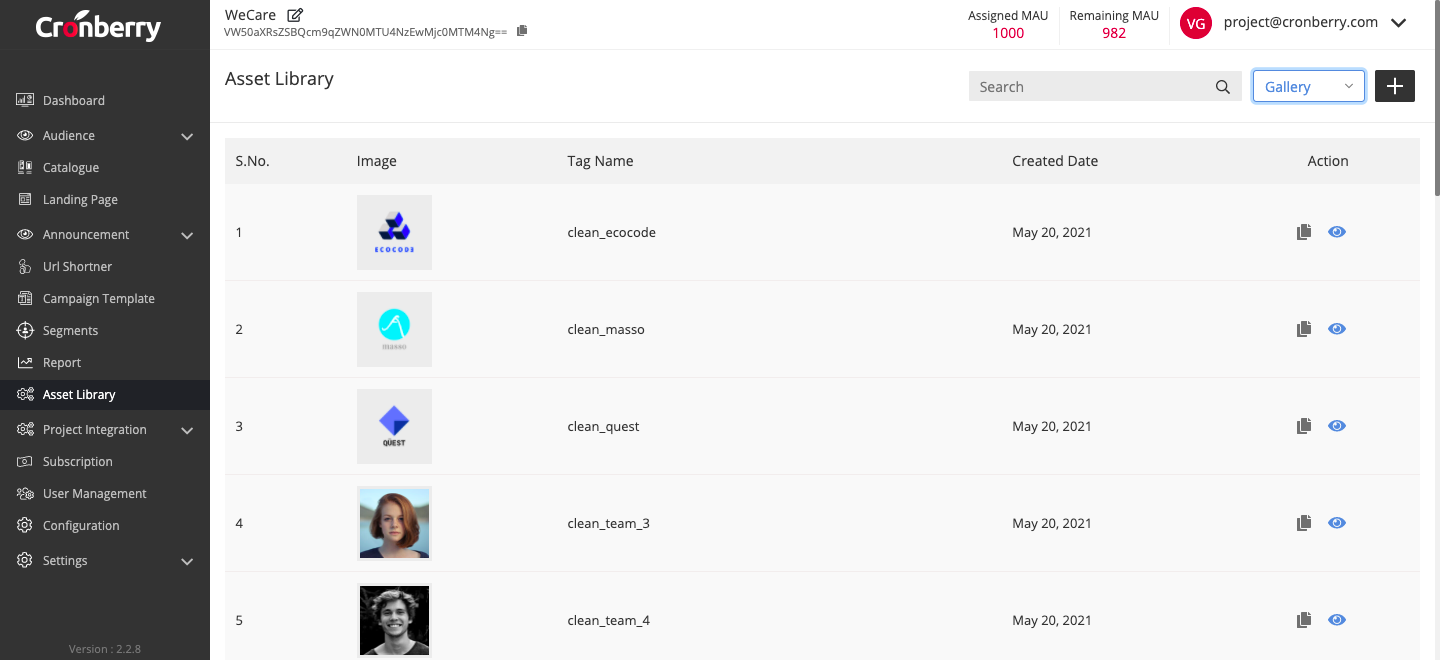 Cronberry
WeCare
VW50aXRsZSBQcm9qZWN0MTU4NzEwMjc0MTM4Ng==
Assigned MAU
1000
Remaining MAU
982
VG
project@cronberry.com
Dashboard
Audience
Catalogue
Landing Page
Announcement
Url Shortner
Campaign Template
Segments
Report
Asset Library
Project Integration
Subscription
User Management
Configuration
Settings
Version : 2.2.8
Asset Library
Search
Gallery
S.No. Image Tag Name Created Date Action
1 ECOCODE clean_ecocode May 20, 2021
2 masso clean_masso May 20, 2021
3 QUEST clean_quest May 20, 2021
4 clean_team_3 May 20, 2021
5 clean_team_4 May 20, 2021